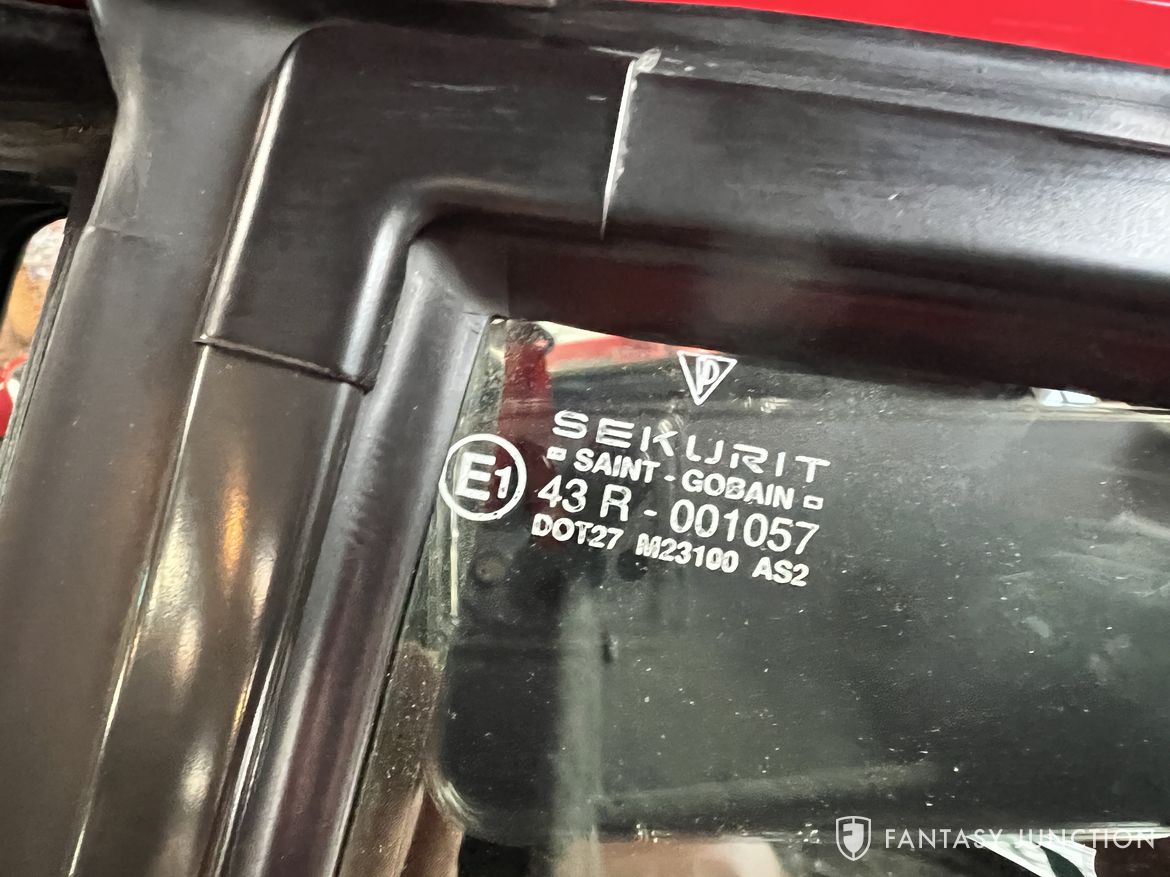 D
SEKURIT
SAINT - GOBAIN
E1
43 R - 001057
DOT27 M23100 AS2
FANTASY JUNCTION